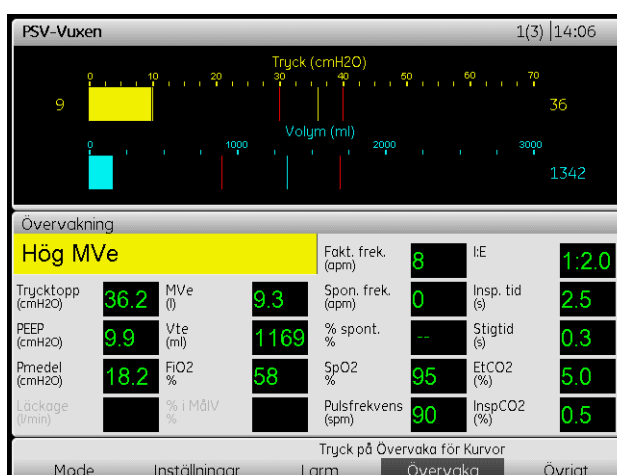 PSV-Vuxen 1(3) 14:06
Tryck (cmH2O)
0 10 20 30 40 50 60 70
9 36
Volym (ml)
0 1000 2000 3000
1342
Övervakning
Hög MVe
Fakt. frek. (apm) 8 I:E 1:2.0
Trycktopp (cmH2O) 36.2 MVe (l) 9.3 Spon. frek. (apm) 0 Insp. tid (s) 2.5
PEEP (cmH2O) 9.9 Vte (ml) 1169 % spont. % -- Stigtid (s) 0.3
Pmedel (cmH2O) 18.2 FiO2 % 58 SpO2 % 95 EtCO2 (%) 5.0
Läckage (l/min) % i MålV % Pulsfrekvens (spm) 90 InspCO2 (%) 0.5
Tryck på Övervaka för Kurvor
Mode Inställningar Larm Övervaka Övrigt